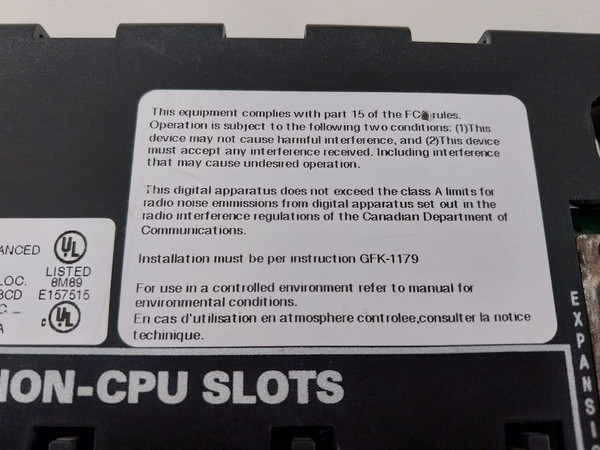 This equipment complies with part 15 of the FC rules.
Operation is subject to the following two conditions: (1)This
device may not cause harmful interference, and (2)This device
must accept any interference received. Including interference
that may cause undesired operation.
This digital apparatus does not exceed the class A limits for
radio noise emmissions from digital apparatus set out in the
radio interference regulations of the Canadian Department of
Communications.
Installation must be per instruction GFK-1179
For use in a controlled environment refer to manual for
environmental conditions.
En cas d'utilisation en atmosphere controlee,consulter la notice
techinique.
ANCED
UL
LISTED
LOC. 8M89
BCD E157515
C
A
c UL
NON-CPU SLOTS
EXPANSI